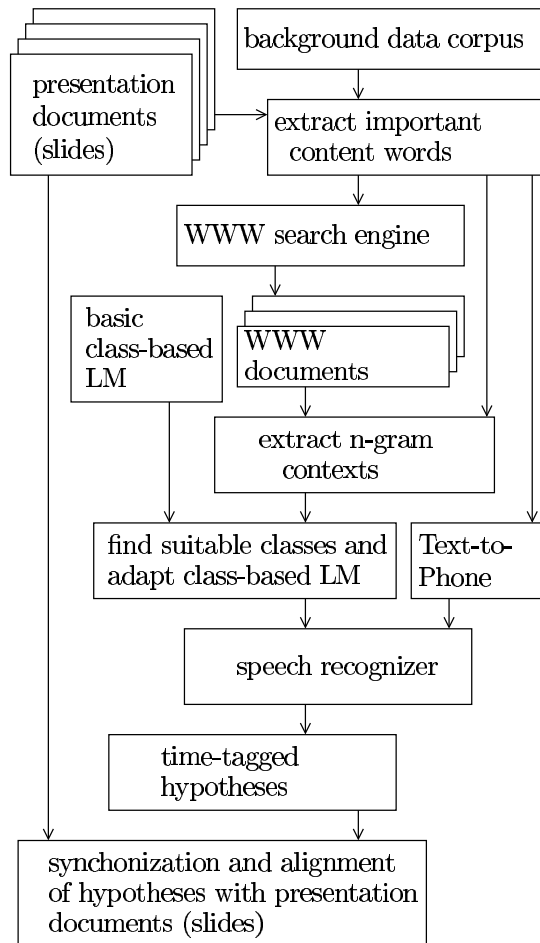 background data corpus
presentation
documents
(slides)
extract important
content words
WWW search engine
basic
class-based
LM
WWW
documents
extract n-gram
contexts
find suitable classes and
adapt class-based LM
Text-to-
Phone
speech recognizer
time-tagged
hypotheses
synchonization and alignment
of hypotheses with presentation
documents (slides)